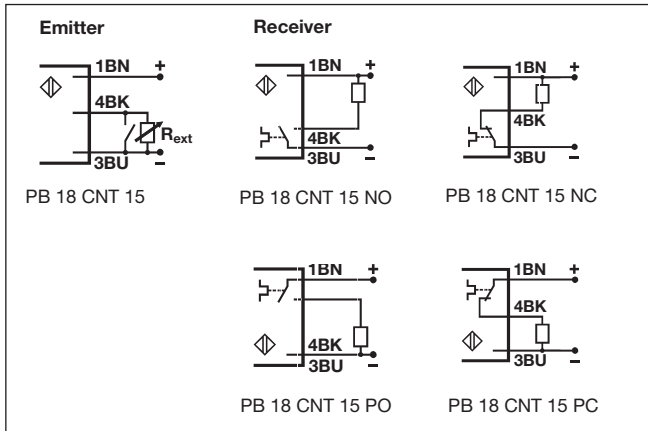 Emitter
1BN +
4BK
Rext
3BU –
PB 18 CNT 15
Receiver
1BN +
4BK
3BU –
PB 18 CNT 15 NO
1BN +
4BK
3BU –
PB 18 CNT 15 NC
1BN +
4BK
3BU –
PB 18 CNT 15 PO
1BN +
4BK
3BU –
PB 18 CNT 15 PC